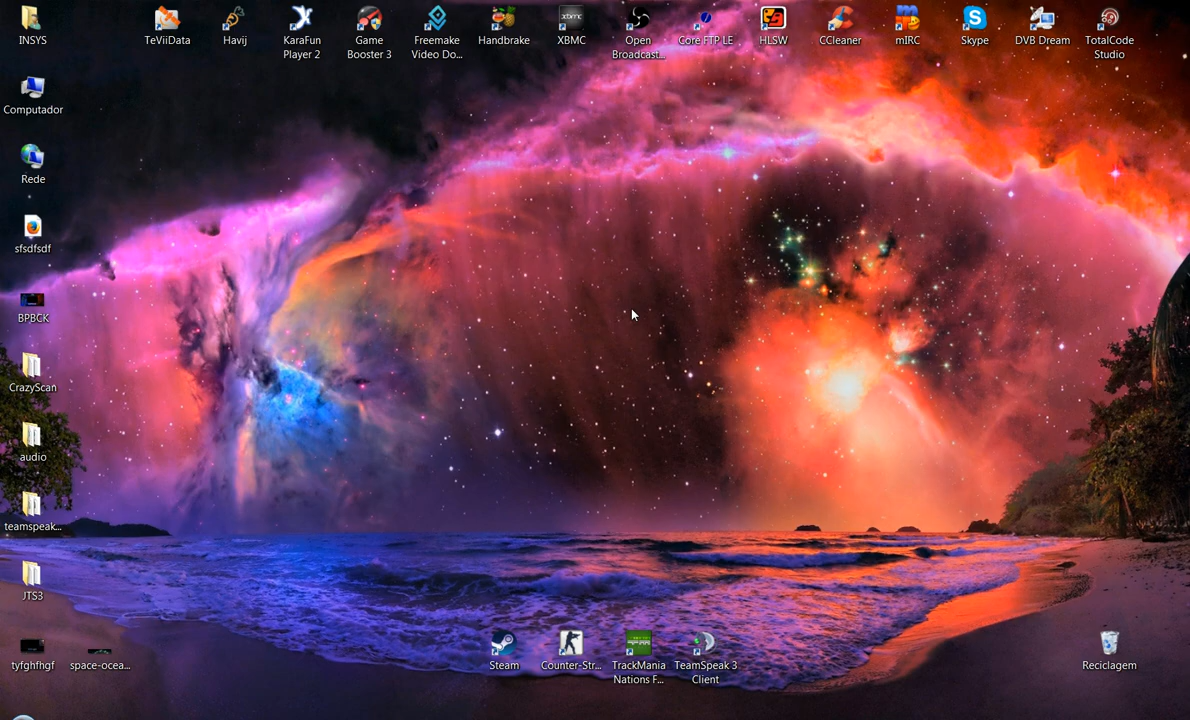 INSYS
TeViiData
Havij
KaraFun
Player 2
Game
Booster 3
Freemake
Video Do...
Handbrake
XBMC
Open
Broadcast...
Core FTP LE
HLSW
CCleaner
mIRC
Skype
DVB Dream
TotalCode
Studio
Computador
Rede
sfsdfsdf
BPBCK
CrazyScan
audio
teamspeak...
JTS3
tyfghfhgf
space-ocea...
Steam
Counter-Str...
TrackMania
Nations F...
TeamSpeak 3
Client
Reciclagem